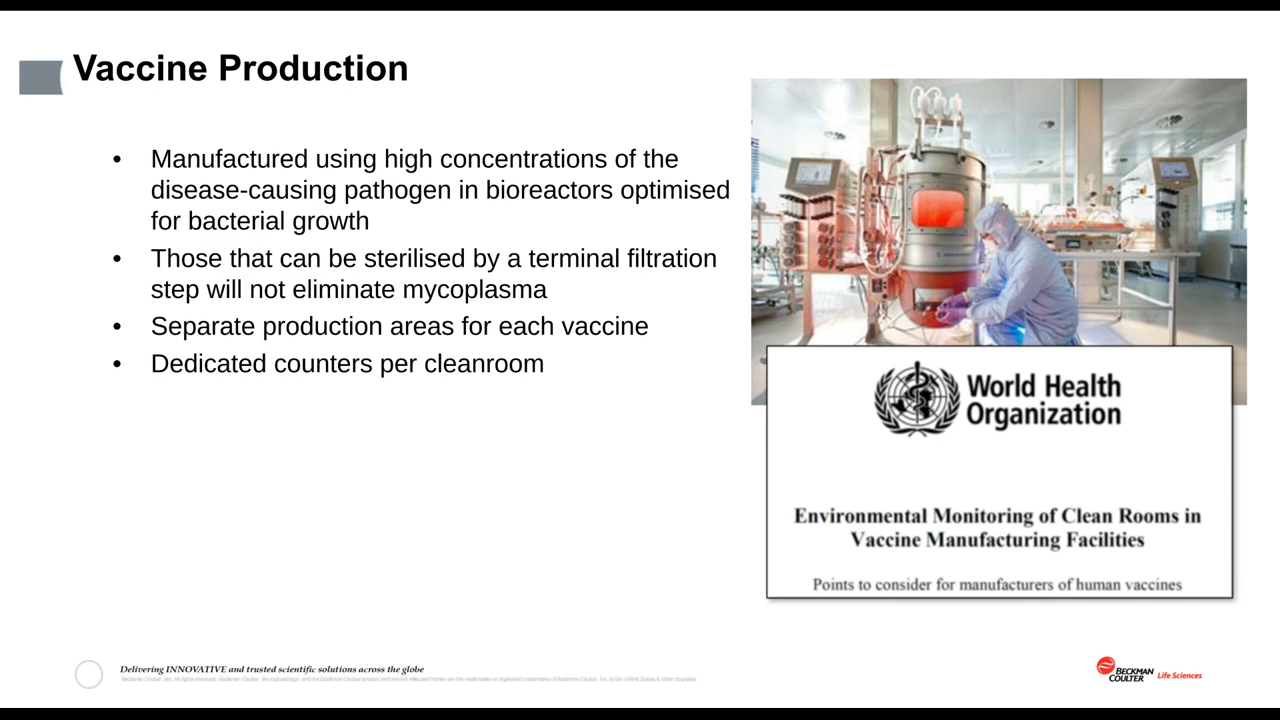 Vaccine Production
• Manufactured using high concentrations of the
disease-causing pathogen in bioreactors optimised
for bacterial growth
• Those that can be sterilised by a terminal filtration
step will not eliminate mycoplasma
• Separate production areas for each vaccine
• Dedicated counters per cleanroom
World Health
Organization
Environmental Monitoring of Clean Rooms in
Vaccine Manufacturing Facilities
Points to consider for manufacturers of human vaccines
Delivering INNOVATIVE and trusted scientific solutions across the globe
BECKMAN
COULTER Life Sciences